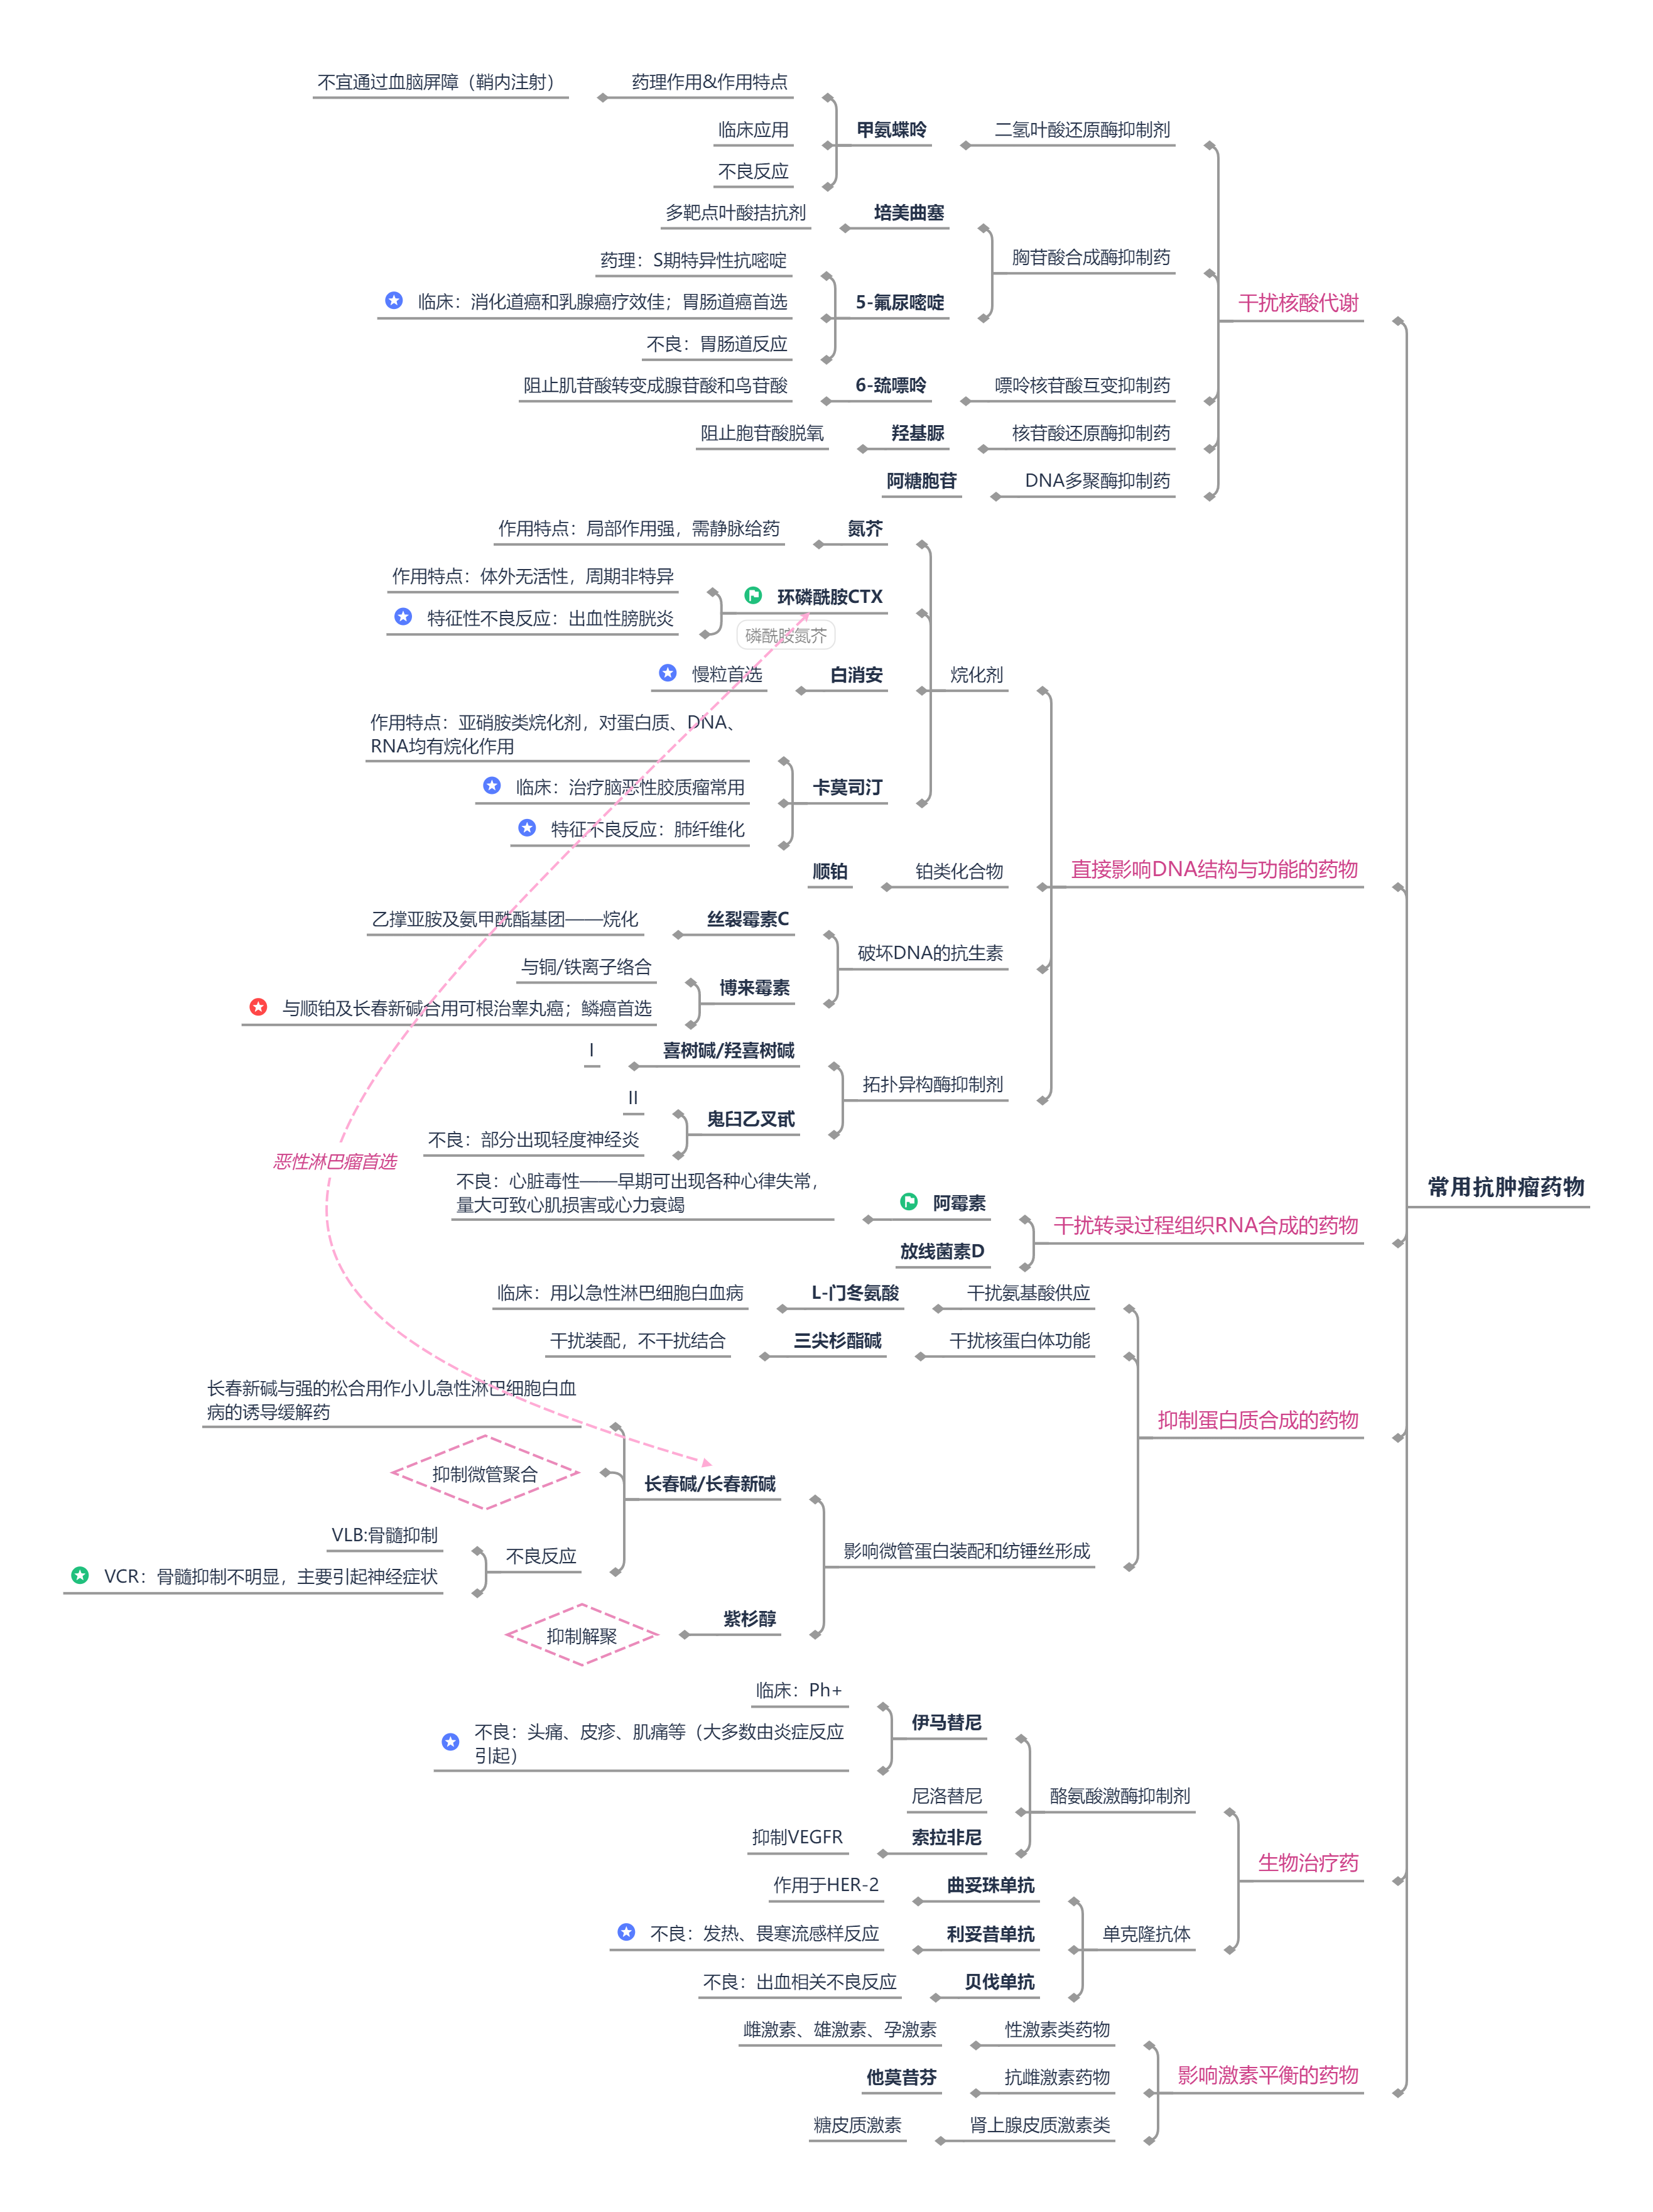 常用抗肿瘤药物
干扰核酸代谢
二氢叶酸还原酶抑制剂
甲氨蝶呤
药理作用&作用特点
不宜通过血脑屏障（鞘内注射）
临床应用
不良反应
胸苷酸合成酶抑制药
培美曲塞
多靶点叶酸拮抗剂
5-氟尿嘧啶
药理：S期特异性抗嘧啶
临床：消化道癌和乳腺癌疗效佳；胃肠道癌首选
不良：胃肠道反应
嘌呤核苷酸互变抑制药
6-巯嘌呤
阻止肌苷酸转变成腺苷酸和鸟苷酸
核苷酸还原酶抑制药
羟基脲
阻止胞苷酸脱氧
DNA多聚酶抑制药
阿糖胞苷
直接影响DNA结构与功能的药物
烷化剂
氮芥
作用特点：局部作用强，需静脉给药
环磷酰胺CTX
磷酰胺氮芥
作用特点：体外无活性，周期非特异
特征性不良反应：出血性膀胱炎
白消安
慢粒首选
卡莫司汀
作用特点：亚硝胺类烷化剂，对蛋白质、DNA、
RNA均有烷化作用
临床：治疗脑恶性胶质瘤常用
特征不良反应：肺纤维化
铂类化合物
顺铂
破坏DNA的抗生素
丝裂霉素C
乙撑亚胺及氨甲酰酯基团——烷化
博来霉素
与铜/铁离子络合
与顺铂及长春新碱合用可根治睾丸癌；鳞癌首选
拓扑异构酶抑制剂
喜树碱/羟喜树碱
I
鬼臼乙叉甙
II
不良：部分出现轻度神经炎
恶性淋巴瘤首选
干扰转录过程组织RNA合成的药物
阿霉素
不良：心脏毒性——早期可出现各种心律失常，
量大可致心肌损害或心力衰竭
放线菌素D
抑制蛋白质合成的药物
干扰氨基酸供应
L-门冬氨酸
临床：用以急性淋巴细胞白血病
干扰核蛋白体功能
三尖杉酯碱
干扰装配，不干扰结合
影响微管蛋白装配和纺锤丝形成
长春碱/长春新碱
长春新碱与强的松合用作小儿急性淋巴细胞白血
病的诱导缓解药
抑制微管聚合
不良反应
VLB:骨髓抑制
VCR：骨髓抑制不明显，主要引起神经症状
紫杉醇
抑制解聚
生物治疗药
酪氨酸激酶抑制剂
伊马替尼
临床：Ph+
不良：头痛、皮疹、肌痛等（大多数由炎症反应
引起）
尼洛替尼
索拉非尼
抑制VEGFR
单克隆抗体
曲妥珠单抗
作用于HER-2
利妥昔单抗
不良：发热、畏寒流感样反应
贝伐单抗
不良：出血相关不良反应
影响激素平衡的药物
性激素类药物
雌激素、雄激素、孕激素
抗雌激素药物
他莫昔芬
肾上腺皮质激素类
糖皮质激素